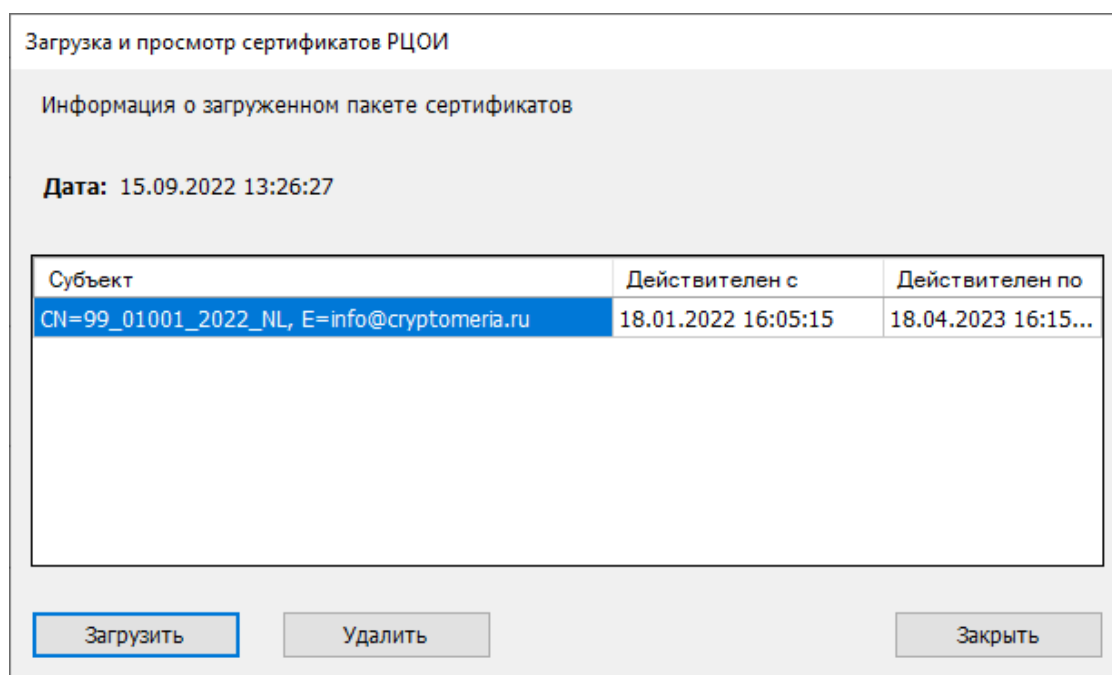 Загрузка и просмотр сертификатов РЦОИ
Информация о загруженном пакете сертификатов
Дата: 15.09.2022 13:26:27
Субъект Действителен с Действителен по
CN=99_01001_2022_NL, E=info@cryptomeria.ru 18.01.2022 16:05:15 18.04.2023 16:15...
Загрузить Удалить Закрыть